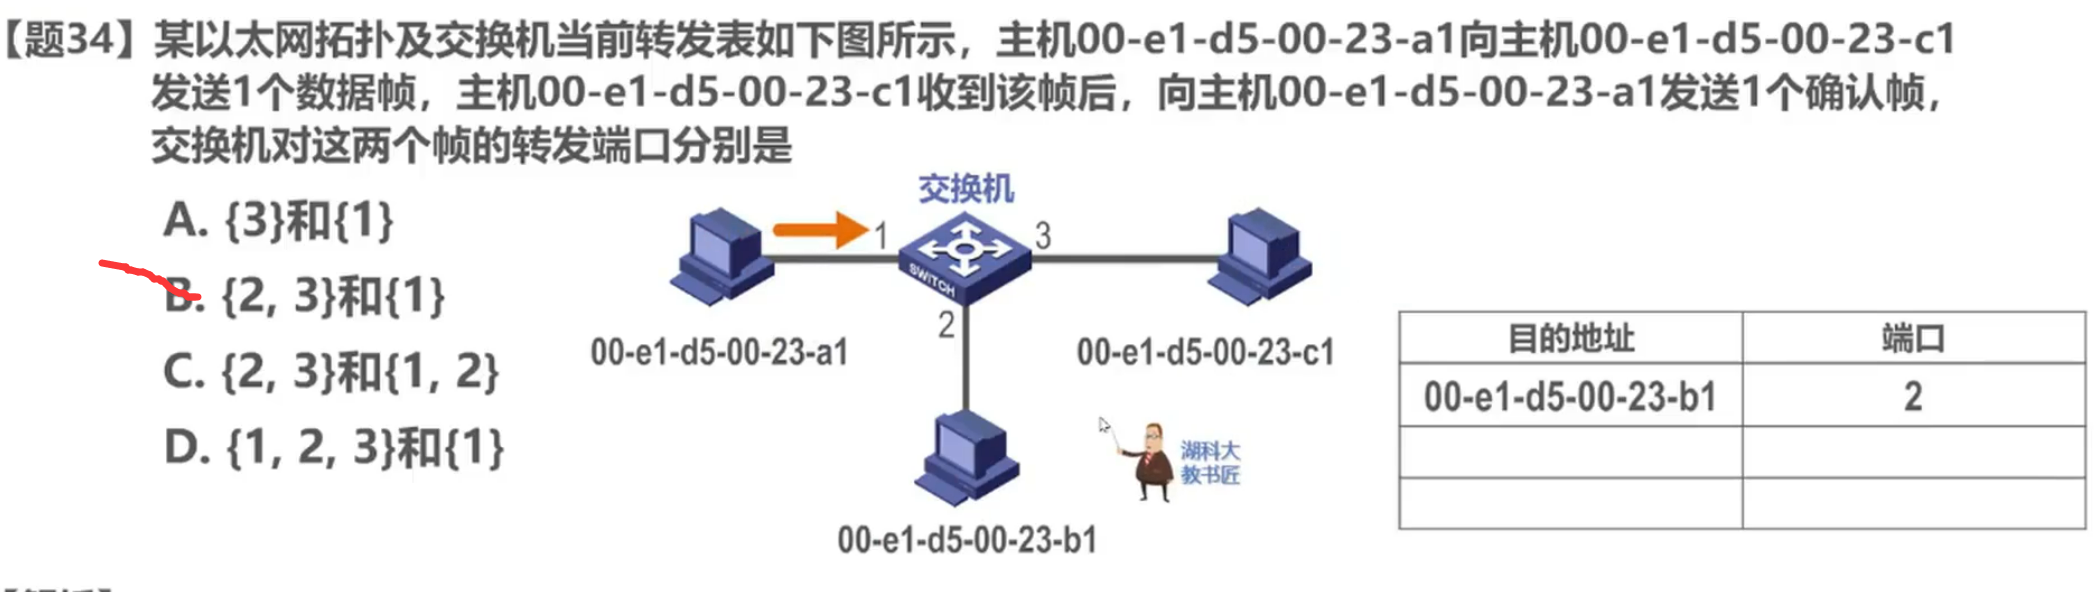 【题34】某以太网拓扑及交换机当前转发表如下图所示，主机00-e1-d5-00-23-a1向主机00-e1-d5-00-23-c1
发送1个数据帧，主机00-e1-d5-00-23-c1收到该帧后，向主机00-e1-d5-00-23-a1发送1个确认帧，
交换机对这两个帧的转发端口分别是
A. {3}和{1}
B. {2, 3}和{1}
C. {2, 3}和{1, 2}
D. {1, 2, 3}和{1}
交换机
1
3
SWITCH
2
00-e1-d5-00-23-a1
00-e1-d5-00-23-c1
00-e1-d5-00-23-b1
湖科大
教书匠
目的地址 端口
00-e1-d5-00-23-b1 2